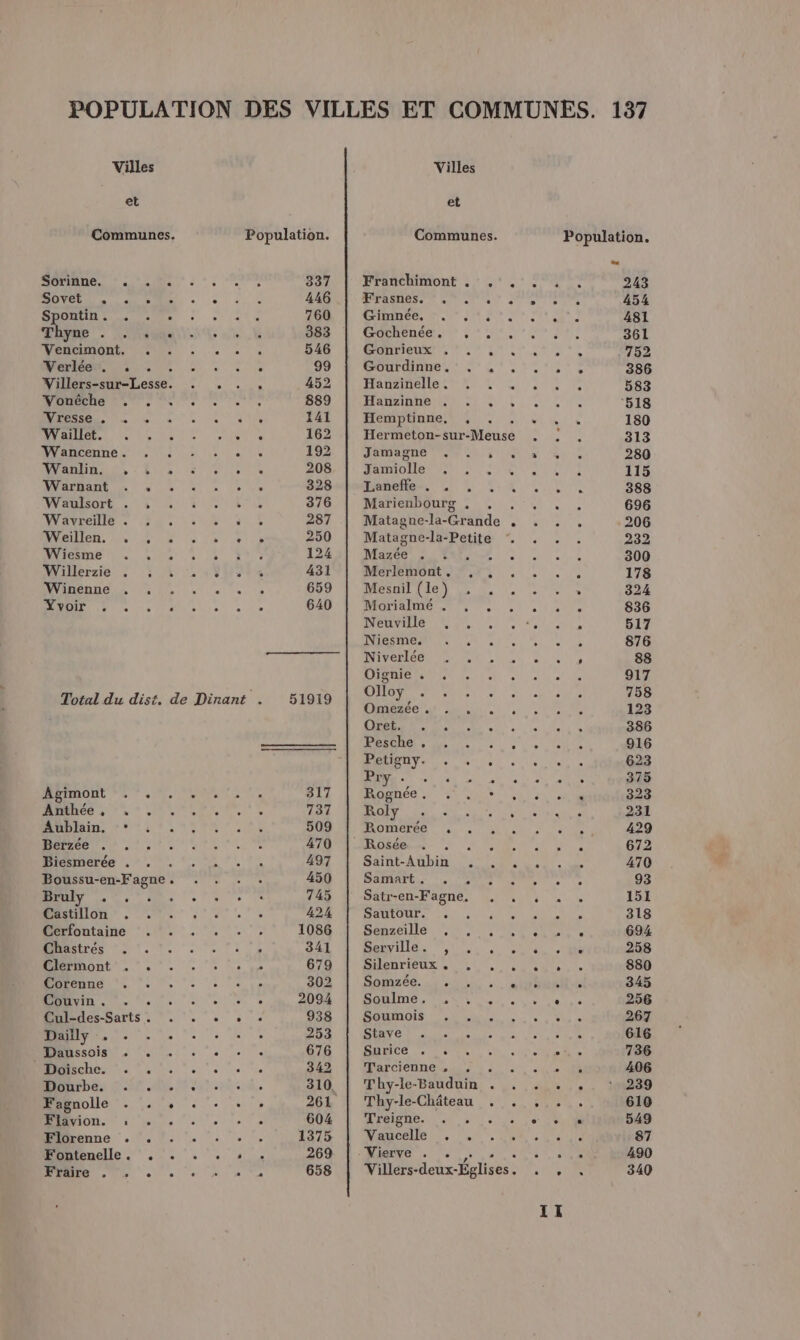 POPULATION DES VILLES ET COMMUNES. 137
Villes
et
Communes. Population.
Sorinne. . . . . . . . 337
Sovet . . . . . . . . 446
Spontin . . . . . . . 760
Thyne . . . . . . . . 383
Vencimont. . . . . . . 546
Verlée . . . . . . . . 99
Villers-sur-Lesse. . . . . 452
Vonêche . . . . . . . 889
Vresse . . . . . . . . 141
Waillet. . . . . . . . 162
Wancenne. . . . . . . 192
Wanlin. . . . . . . . 208
Warnant . . . . . . . 328
Waulsort . . . . . . . 376
Wavreille . . . . . . . 287
Weillen. . . . . . . . 250
Wiesme . . . . . . . 124
Willerzie . . . . . . . 431
Winenne . . . . . . . 659
Yvoir . . . . . . . . 640
Total du dist. de Dinant . 51919
Agimont . . . . . . . 317
Anthée . . . . . . . . 737
Aublain. . . . . . . . 509
Berzée . . . . . . . . 470
Biesmerée . . . . . . . 497
Boussu-en-Fagne . . . . . 450
Bruly . . . . . . . . 745
Castillon . . . . . . . 424
Cerfontaine . . . . . . 1086
Chastrés . . . . . . . 341
Clermont . . . . . . . 679
Corenne . . . . . . . 302
Couvin . . . . . . . . 2094
Cul-des-Sarts . . . . . . 938
Dailly . . . . . . . . 253
Daussois . . . . . . . 676
Doische. . . . . . . . 342
Dourbe. . . . . . . . 310
Fagnolle . . . . . . . 261
Flavion. . . . . . . . 604
Florenne . . . . . . . 1375
Fontenelle . . . . . . . 269
Fraire . . . . . . . . 658
Villes
et
Communes. Population.
Franchimont . . . . . . 243
Frasnes. . . . . . . . 454
Gimnée. . . . . . . . 481
Gochenée . . . . . . . 361
Gonrieux . . . . . . . 752
Gourdinne. . . . . . . 386
Hanzinelle . . . . . . . 583
Hanzinne . . . . . . . 518
Hemptinne. . . . . . . 180
Hermeton-sur-Meuse . . . 313
Jamagne . . . . . . . 280
Jamiolle . . . . . . . 115
Laneffe . . . . . . . . 388
Marienbourg . . . . . . 696
Matagne-la-Grande . . . . 206
Matagne-la-Petite . . . . 232
Mazée . . . . . . . . 300
Merlemont . . . . . . . 178
Mesnil (le) . . . . . . . 324
Morialmé . . . . . . . 836
Neuville . . . . . . . 517
Niesme. . . . . . . . 876
Niverlée . . . . . . . 88
Oignie . . . . . . . . 917
Olloy . . . . . . . . 758
Omezée . . . . . . . . 123
Oret. . . . . . . . . 386
Pesche . . . . . . . . 916
Petigny. . . . . . . . 623
Pry . . . . . . . . . 375
Rognée . . . . . . . . 323
Roly . . . . . . . . . 231
Romerée . . . . . . . 429
Rosée . . . . . . . . 672
Saint-Aubin . . . . . . 470
Samart . . . . . . . . 93
Satr-en-Fagne. . . . . . 151
Sautour. . . . . . . . 318
Senzeille . . . . . . . 694
Serville . . . . . . . . 258
Silenrieux . . . . . . . 880
Somzée. . . . . . . . 345
Soulme . . . . . . . . 256
Soumois . . . . . . . 267
Stave . . . . . . . . 616
Surice . . . . . . . . 736
Tarcienne . . . . . . . 406
Thy-le-Bauduin . . . . . 239
Thy-le-Château . . . . . 610
Treigne. . . . . . . . 549
Vaucelle . . . . . . . 87
Vierve . . . . . . . . 490
Villers-deux-Églises. . . . 340
II